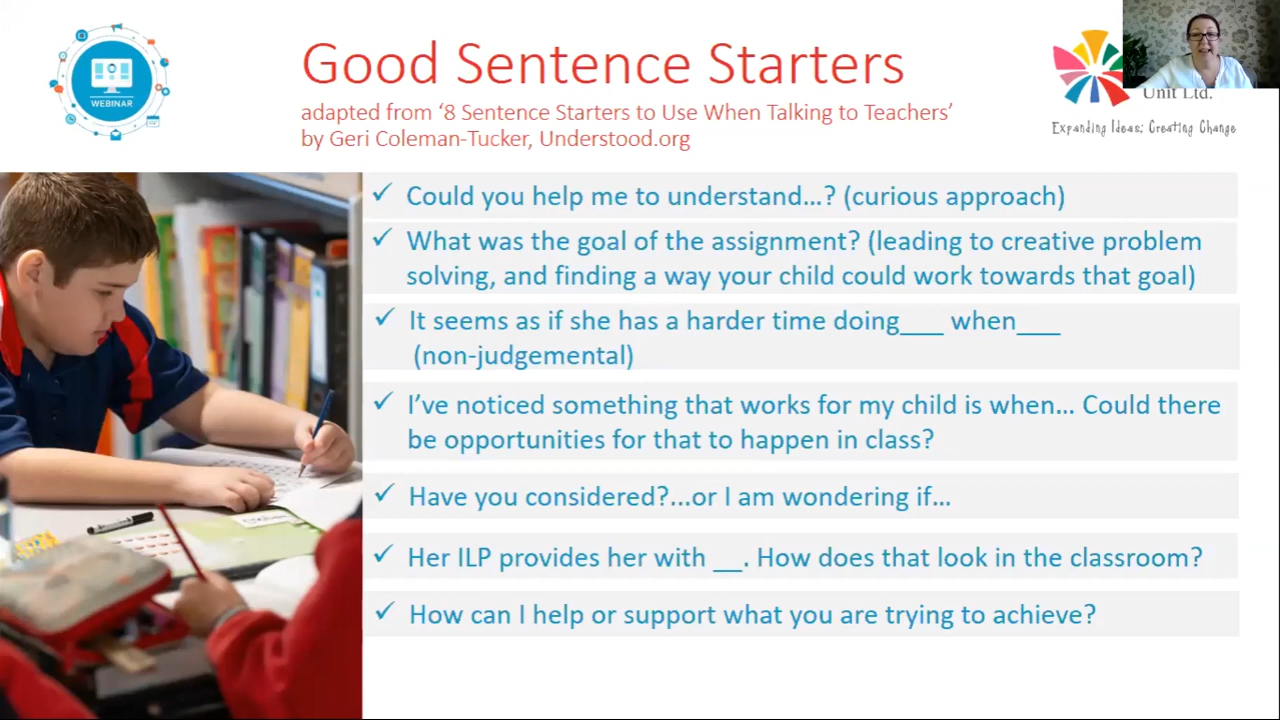 WEBINAR
Good Sentence Starters
adapted from ‘8 Sentence Starters to Use When Talking to Teachers’
by Geri Coleman-Tucker, Understood.org
Unit Ltd.
Expanding Ideas; Creating Change
Could you help me to understand...? (curious approach)
What was the goal of the assignment? (leading to creative problem
solving, and finding a way your child could work towards that goal)
It seems as if she has a harder time doing___ when___
(non-judgemental)
I’ve noticed something that works for my child is when... Could there
be opportunities for that to happen in class?
Have you considered?...or I am wondering if...
Her ILP provides her with __. How does that look in the classroom?
How can I help or support what you are trying to achieve?